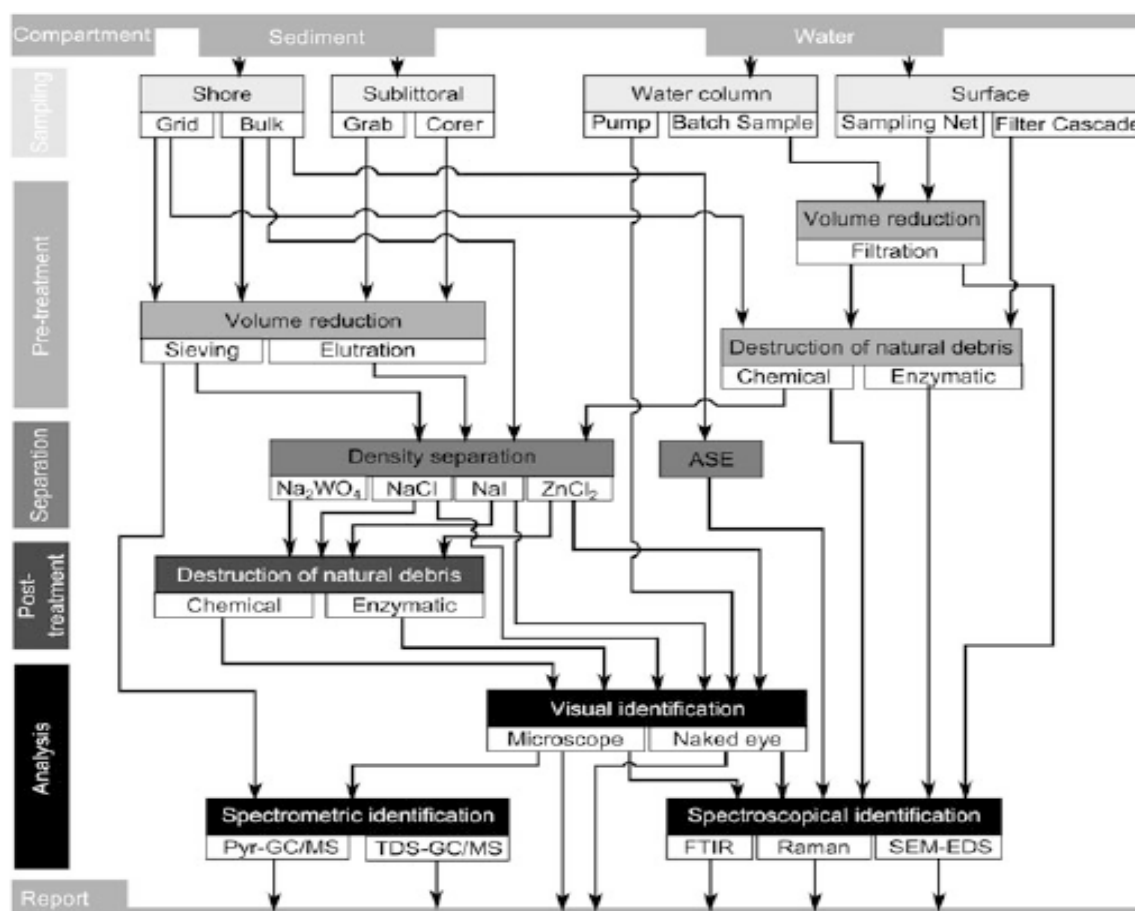 Compartment
Sediment
Water
Sampling
Shore
Sublittoral
Water column
Surface
Grid
Bulk
Grab
Corer
Pump
Batch Sample
Sampling Net
Filter Cascade
Pre-treatment
Volume reduction
Filtration
Volume reduction
Sieving
Elutration
Destruction of natural debris
Chemical
Enzymatic
Separation
Density separation
ASE
Na₂WO₄
NaCl
NaI
ZnCl₂
Post-
treatment
Destruction of natural debris
Chemical
Enzymatic
Analysis
Visual identification
Microscope
Naked eye
Spectrometric identification
Spectroscopical identification
Pyr-GC/MS
TDS-GC/MS
FTIR
Raman
SEM-EDS
Report